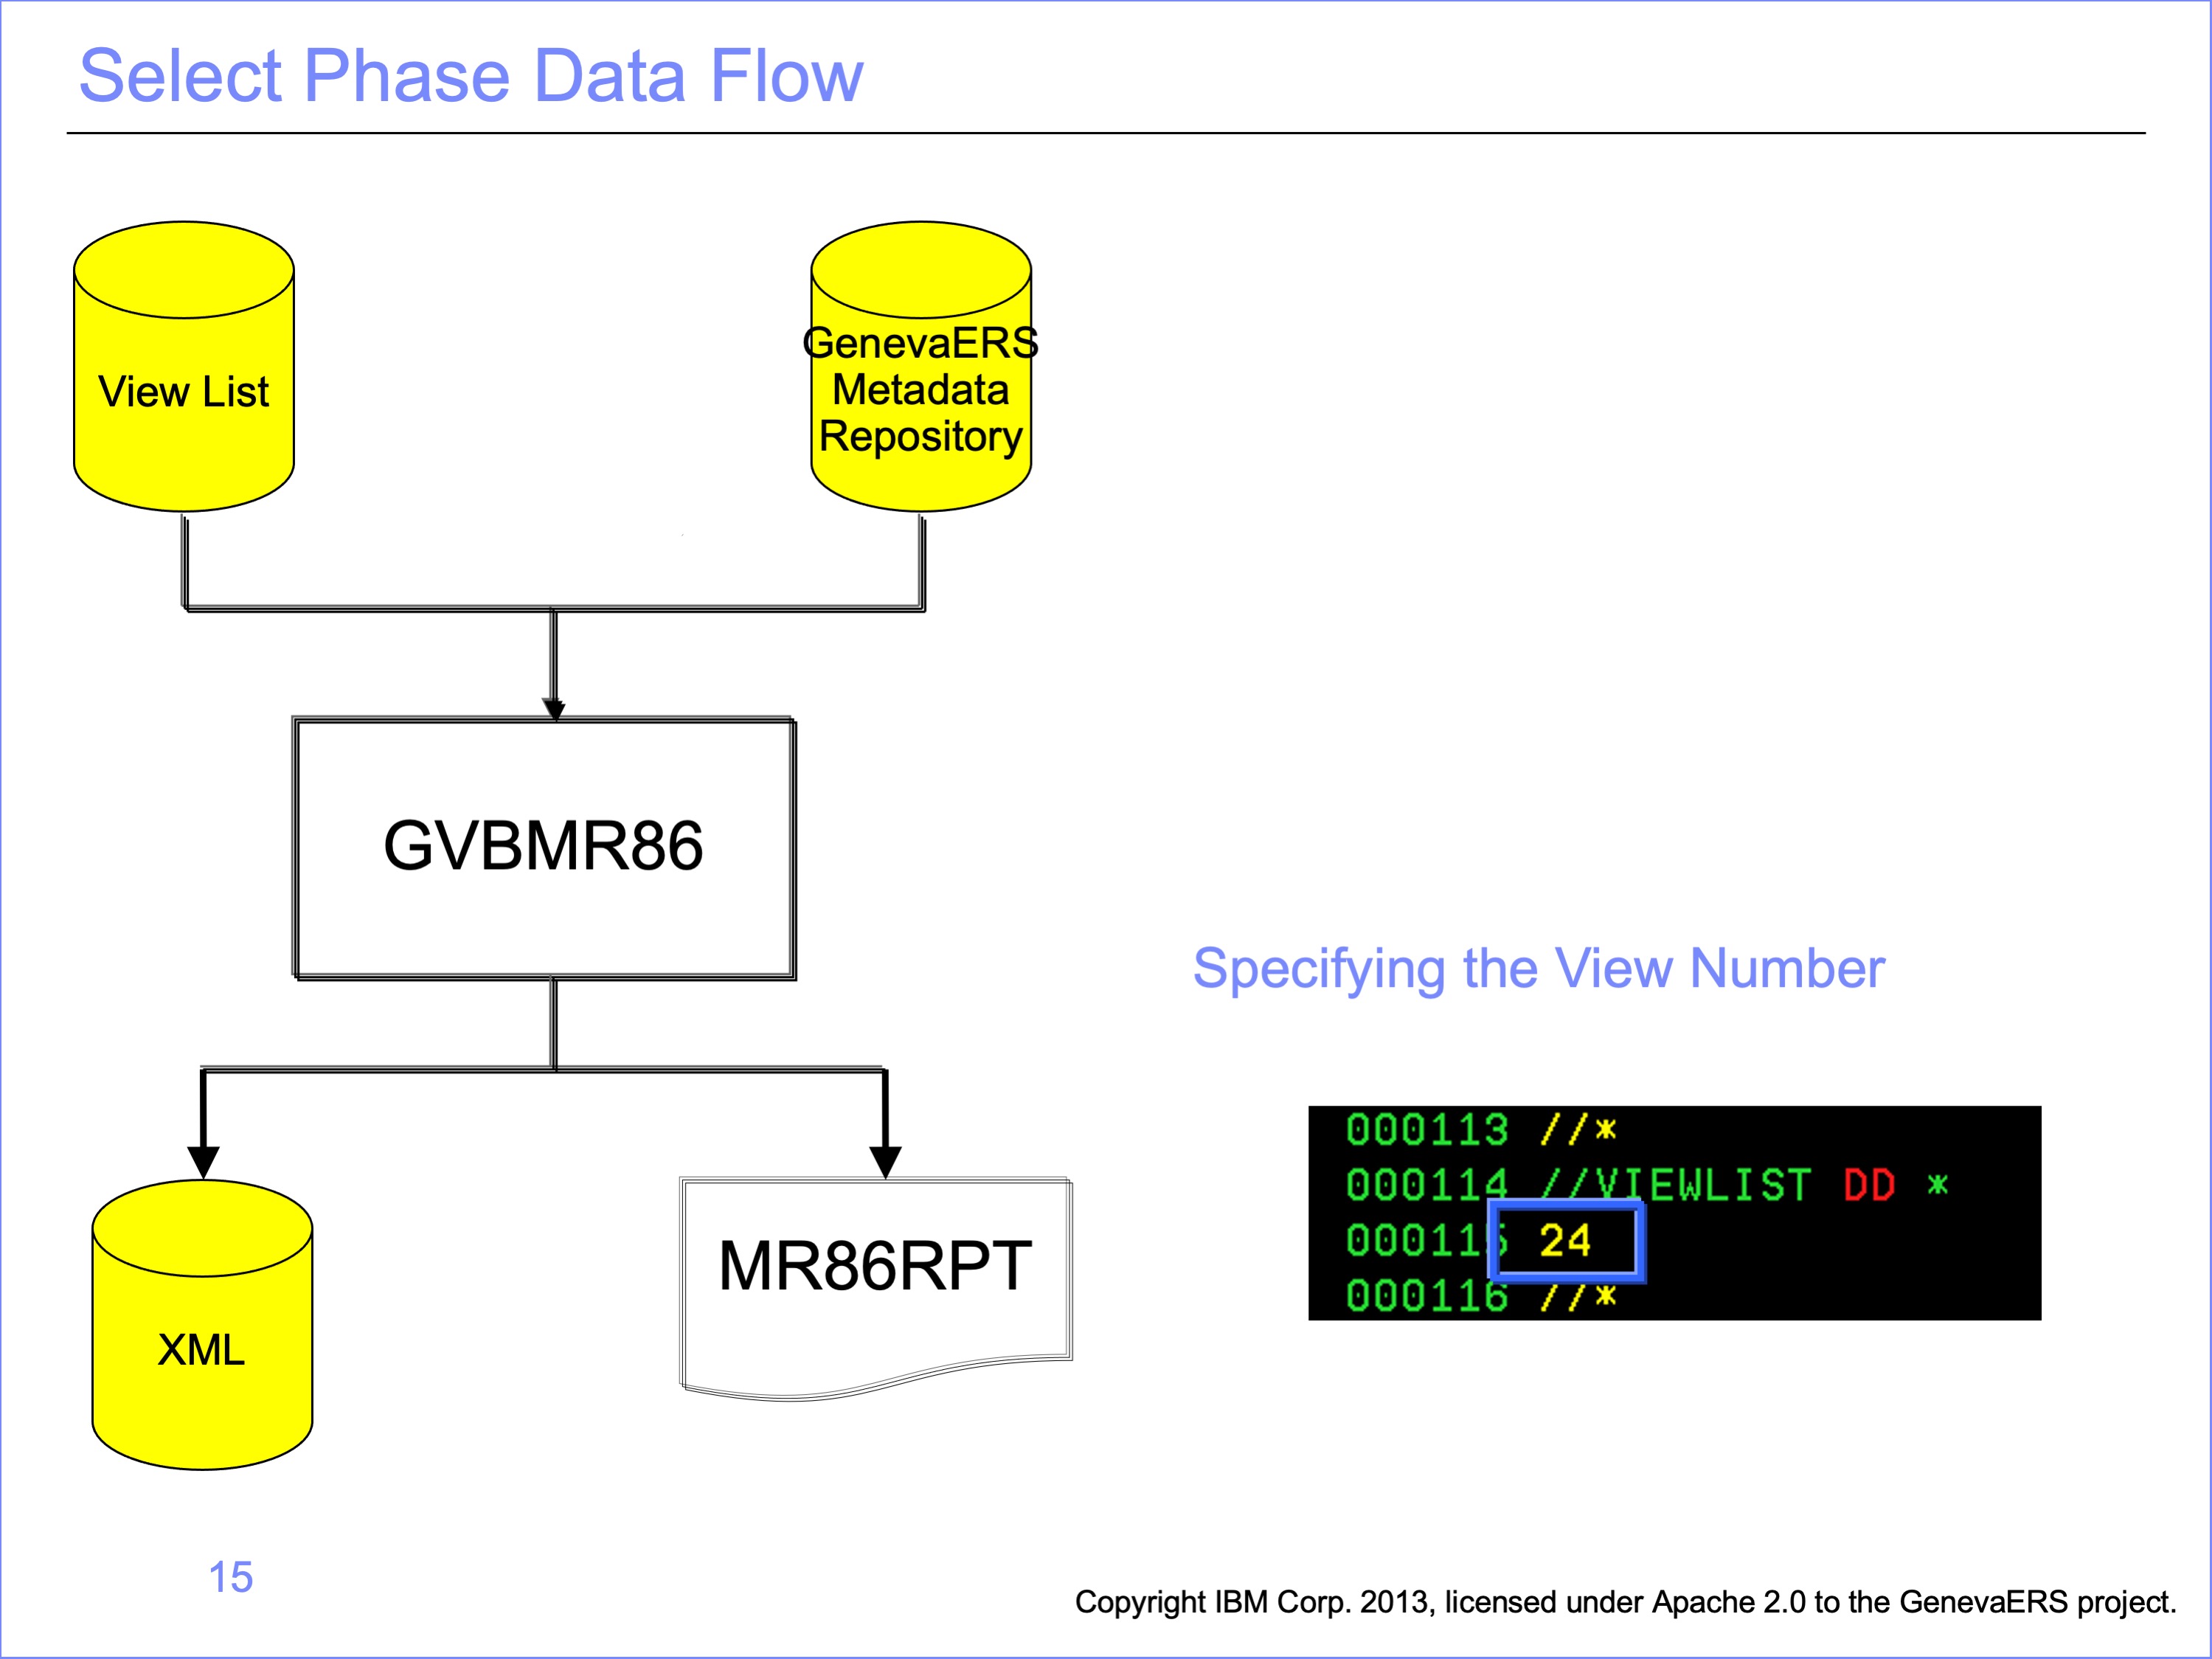 Select Phase Data Flow
View List
GenevaERS
Metadata
Repository
GVBMR86
XML
MR86RPT
Specifying the View Number
000113 //*
000114 //VIEWLIST DD *
000115 24
000116 //*
15
Copyright IBM Corp. 2013, licensed under Apache 2.0 to the GenevaERS project.